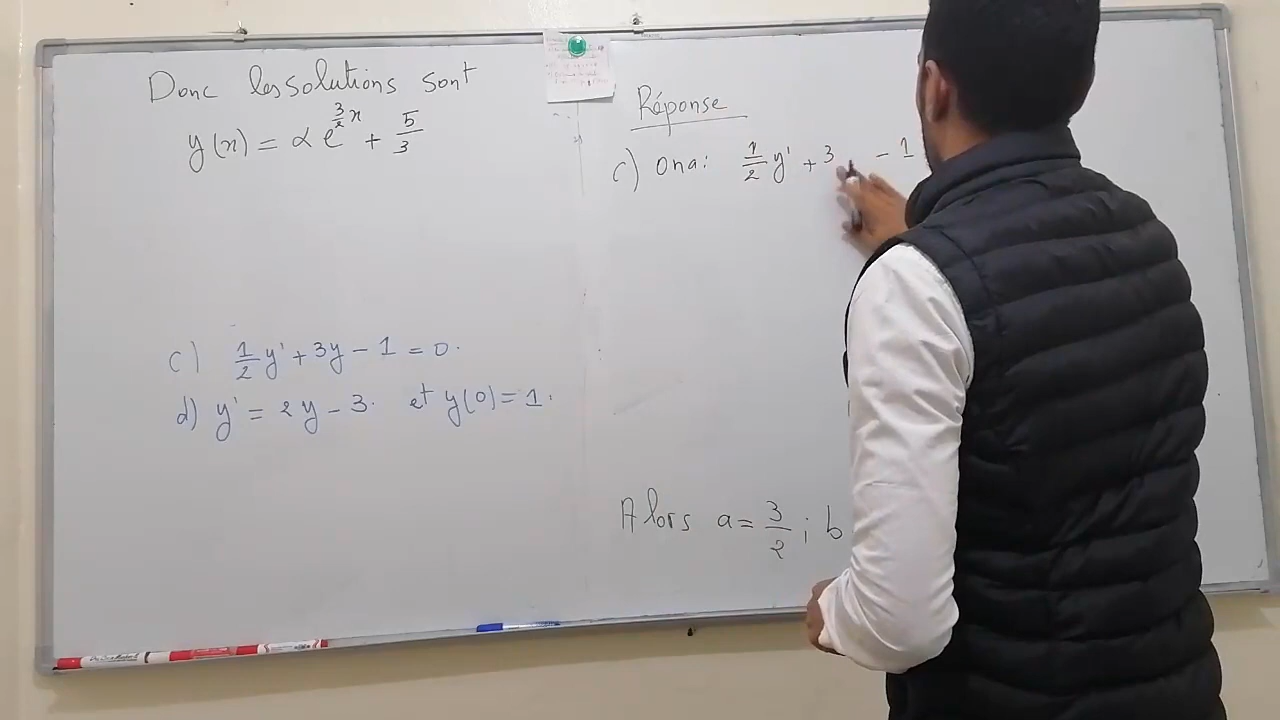 Donc les solutions sont
y(x) = α e^{3/2 x} + 5/3
c) 1/2 y' + 3y - 1 = 0.
d) y' = 2y - 3. et y(0) = 1.
Réponse
c) Ona: 1/2 y' + 3 - 1
Alors a = 3/2 ; b